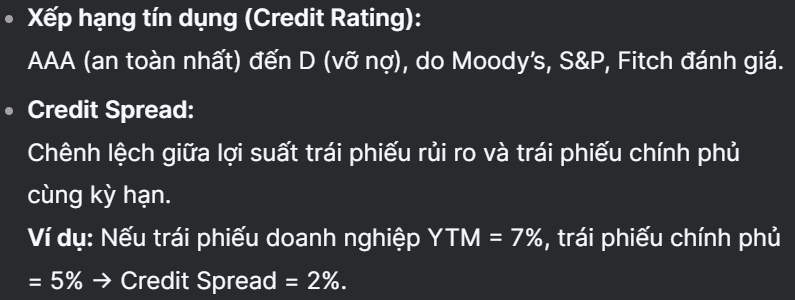 Xếp hạng tín dụng (Credit Rating):
AAA (an toàn nhất) đến D (vỡ nợ), do Moody's, S&P, Fitch đánh giá.
Credit Spread:
Chênh lệch giữa lợi suất trái phiếu rủi ro và trái phiếu chính phủ
cùng kỳ hạn.
Ví dụ: Nếu trái phiếu doanh nghiệp YTM = 7%, trái phiếu chính phủ
= 5% → Credit Spread = 2%.